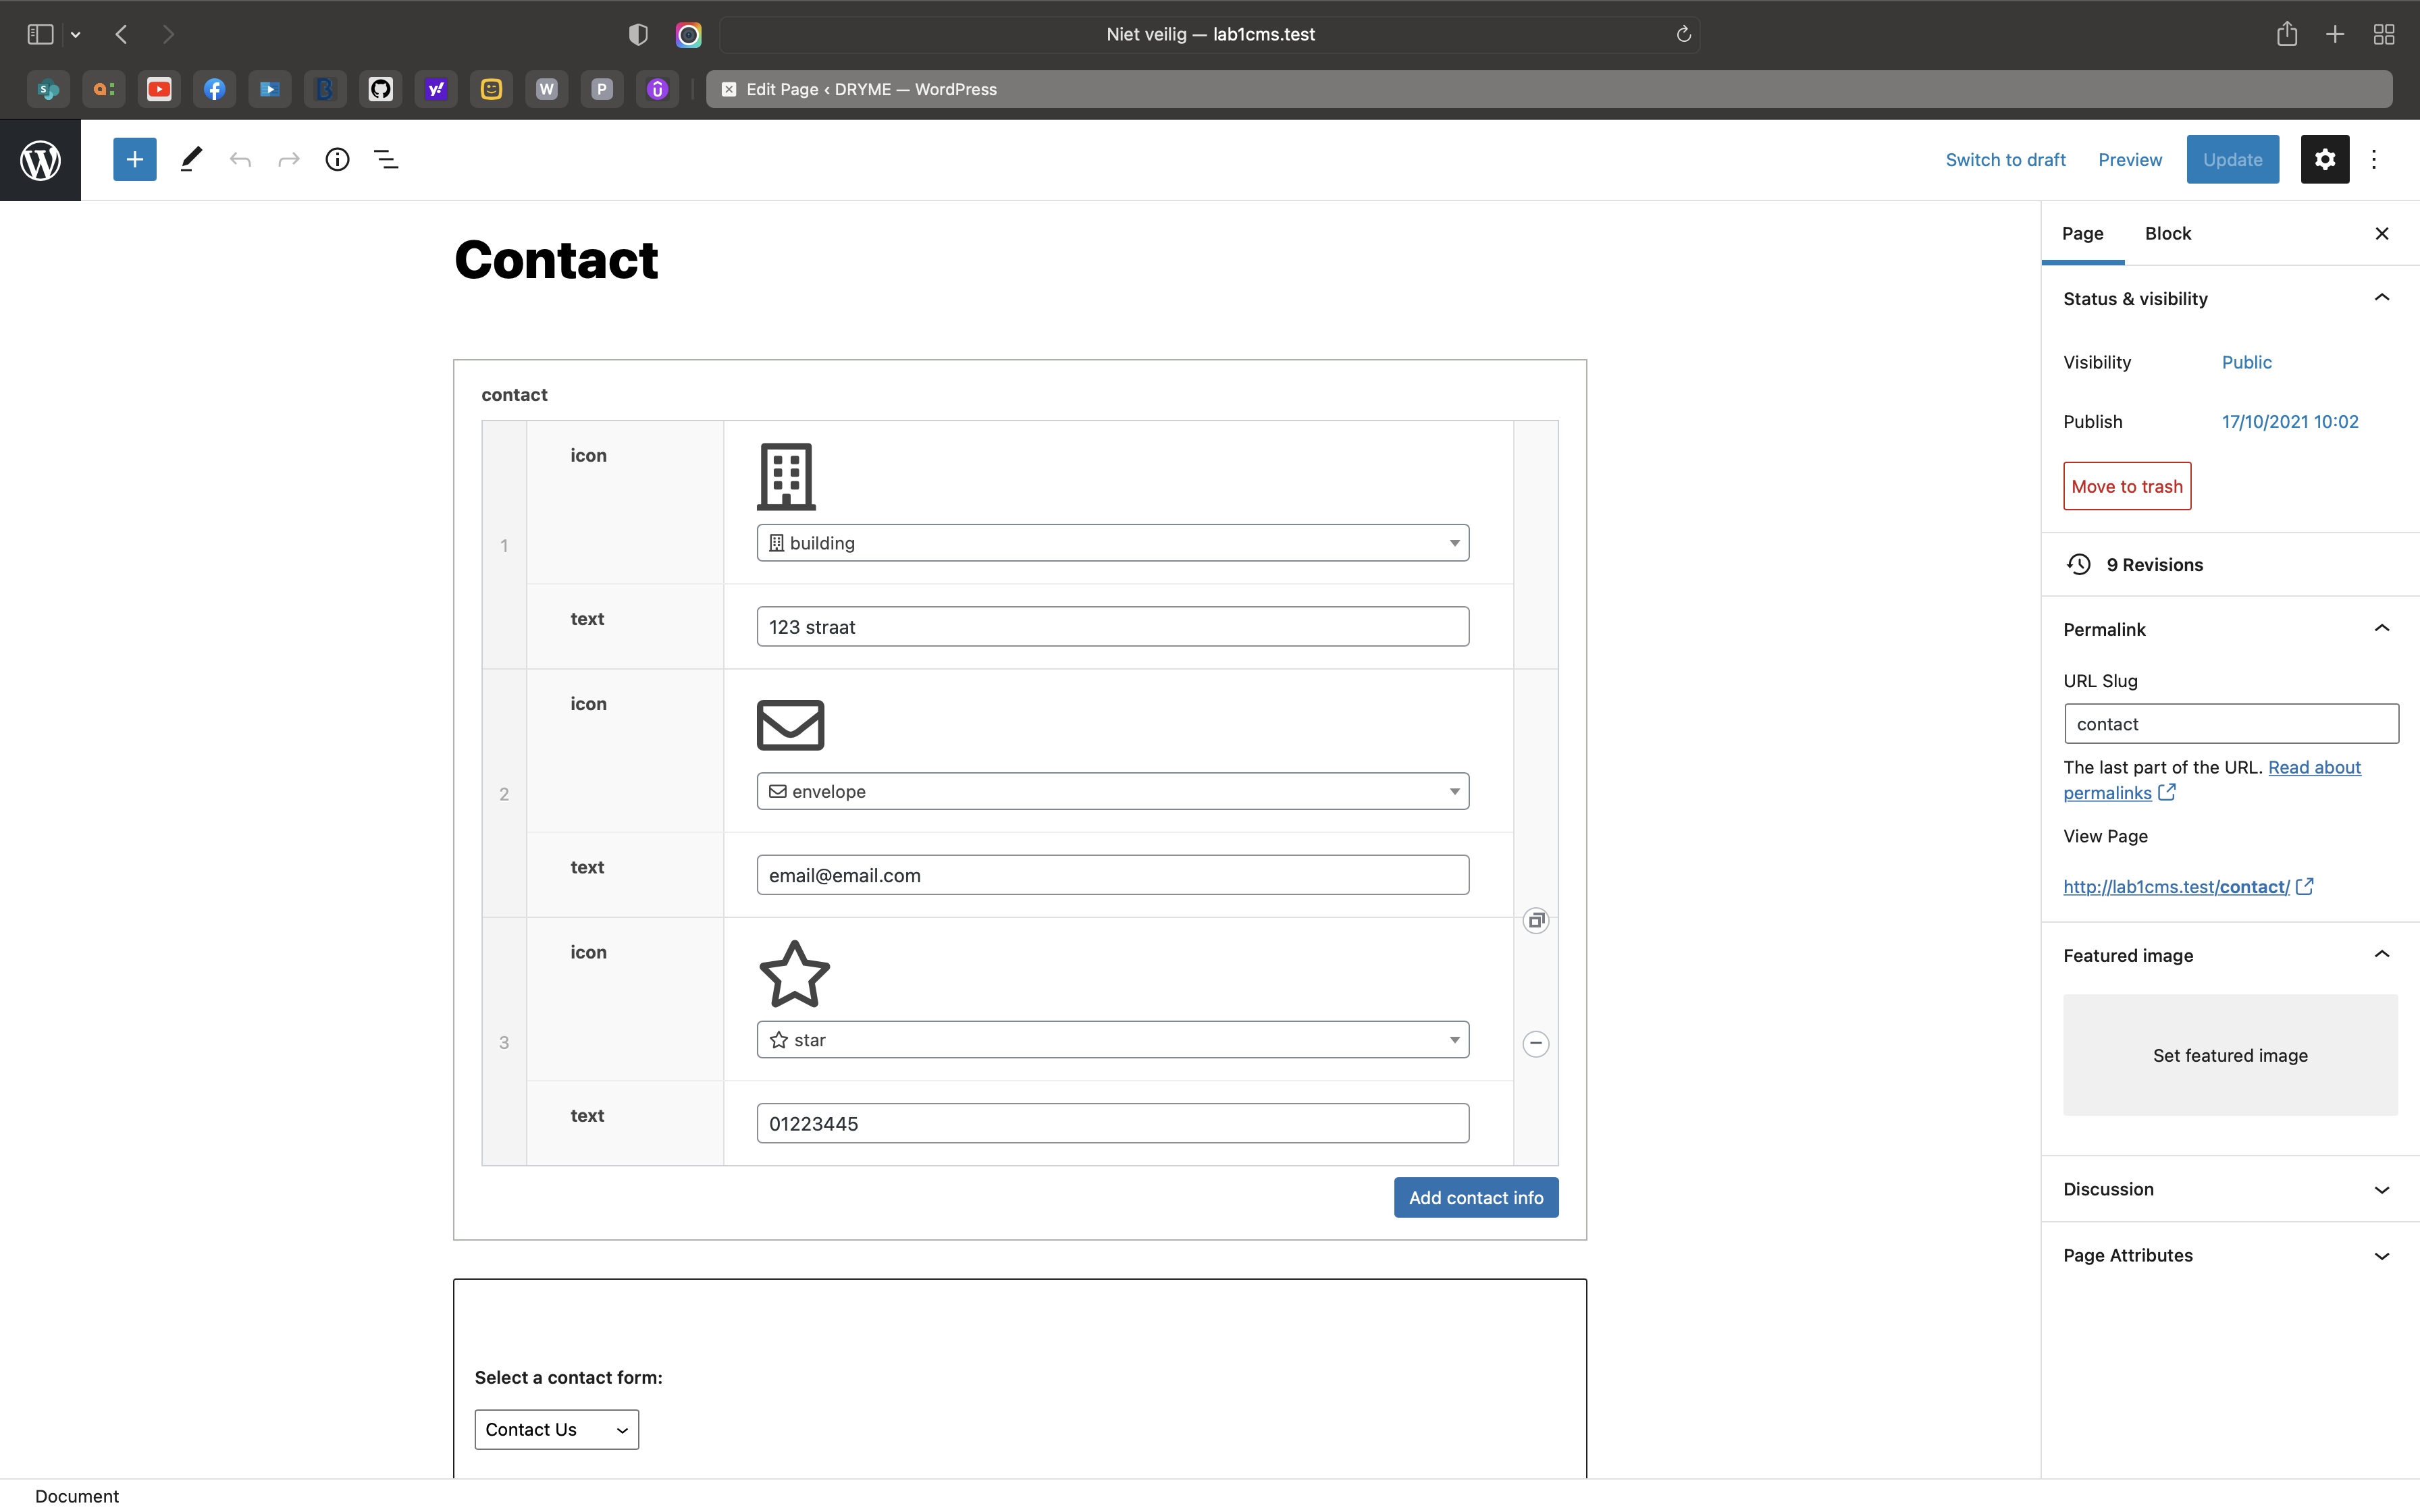 Niet veilig — lab1cms.test
S
a:
B
y!
W
P
û
Edit Page ‹ DRYME — WordPress
Switch to draft
Preview
Update
Contact
contact
1
icon
building
text
123 straat
2
icon
envelope
text
email@email.com
3
icon
star
text
01223445
Add contact info
Select a contact form:
Contact Us
Document
Page
Block
Status & visibility
Visibility
Public
Publish
17/10/2021 10:02
Move to trash
9 Revisions
Permalink
URL Slug
contact
The last part of the URL. Read about
permalinks
View Page
http://lab1cms.test/contact/
Featured image
Set featured image
Discussion
Page Attributes